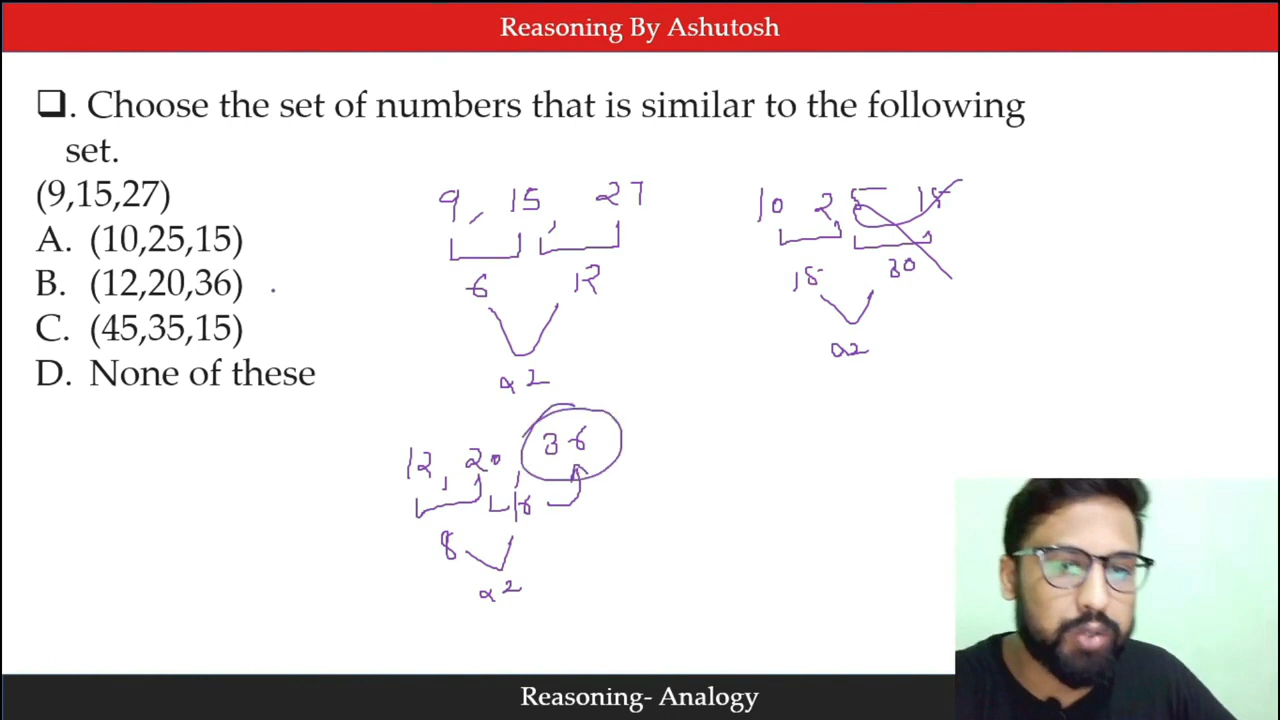 Reasoning By Ashutosh
❑. Choose the set of numbers that is similar to the following
set.
(9,15,27)
A. (10,25,15)
B. (12,20,36)
C. (45,35,15)
D. None of these
9, 15, 27
6 12
×2
10 25 15
15 30
×2
12, 20, 36
16
8
×2
Reasoning- Analogy